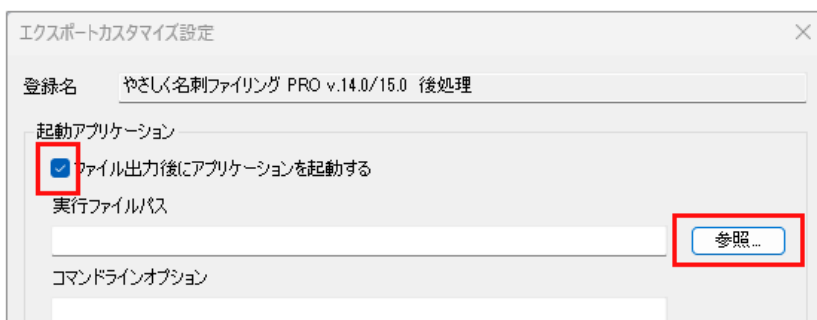 エクスポートカスタマイズ設定
登録名 やさしく名刺ファイリング PRO v.14.0/15.0 後処理
起動アプリケーション
ファイル出力後にアプリケーションを起動する
実行ファイルパス
参照...
コマンドラインオプション